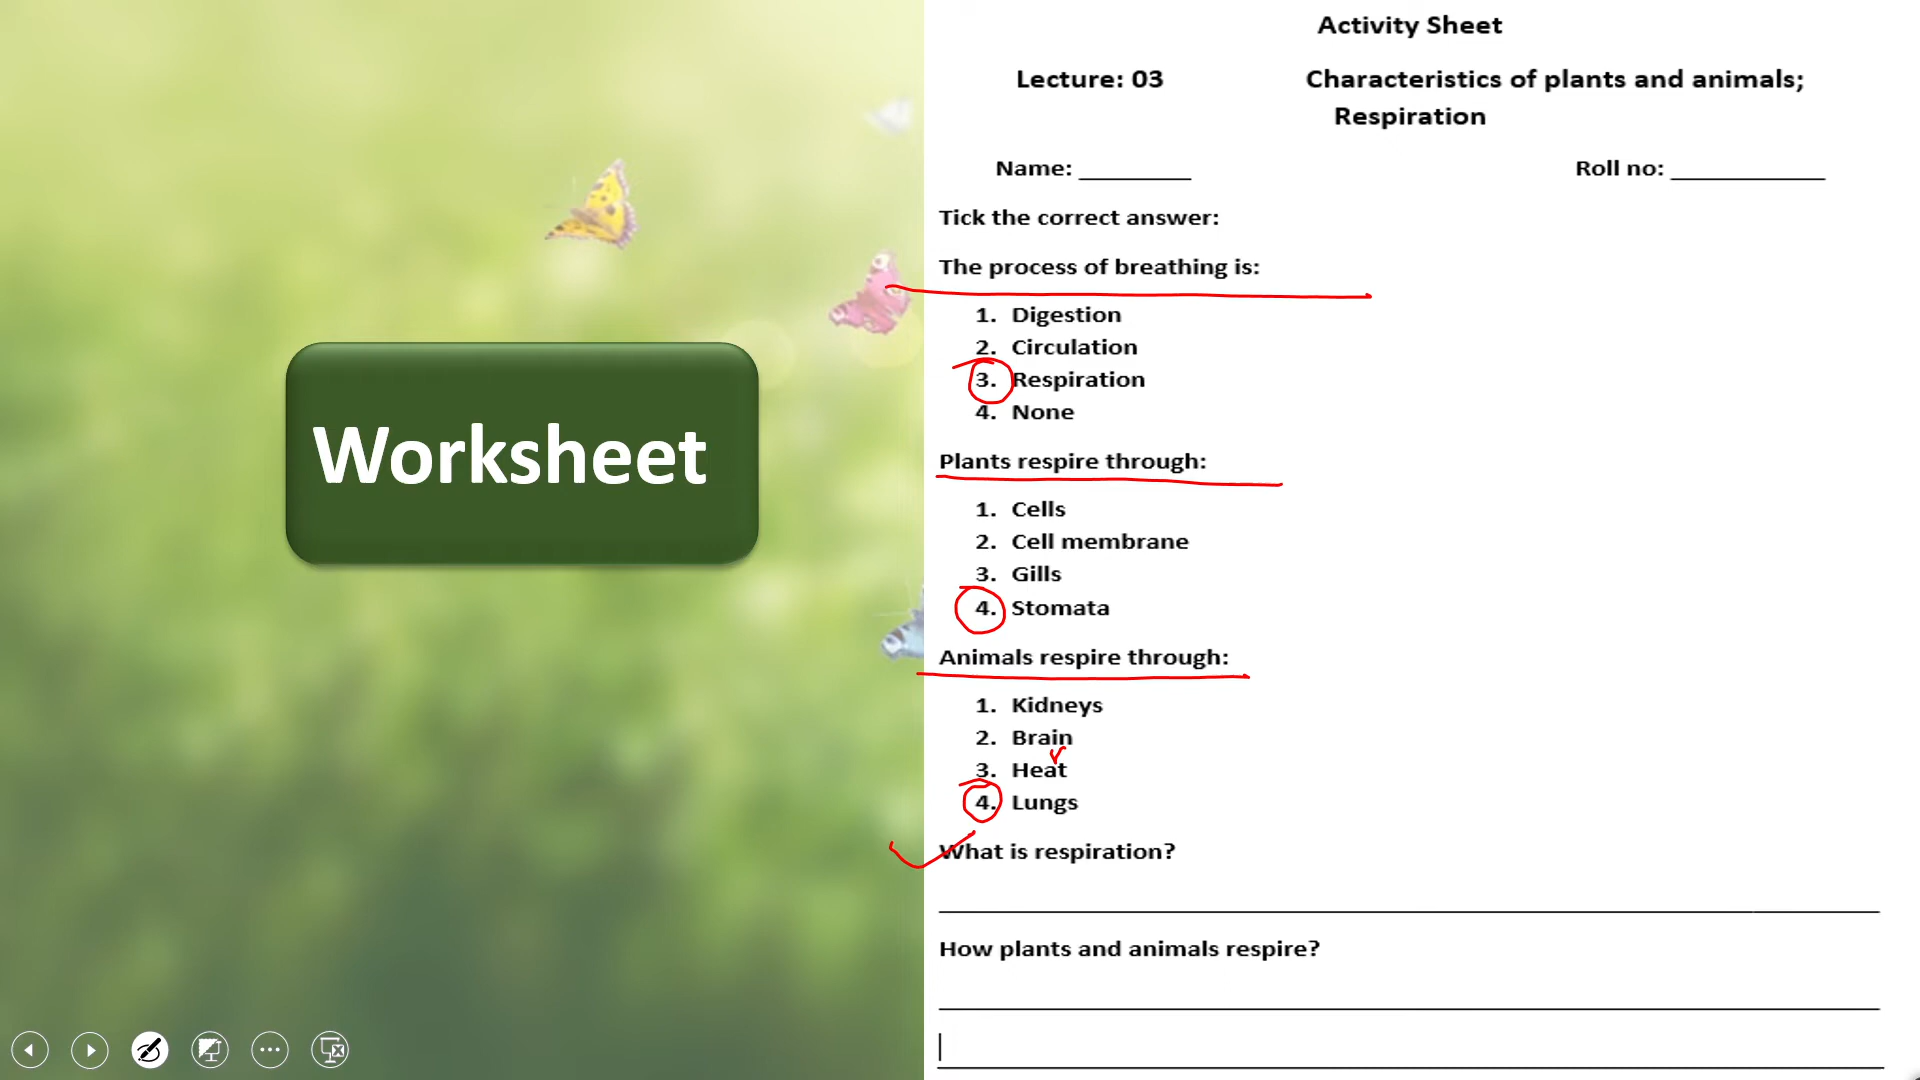 Worksheet
Activity Sheet
Lecture: 03 Characteristics of plants and animals;
Respiration
Name: ________ Roll no: ___________
Tick the correct answer:
The process of breathing is:
1. Digestion
2. Circulation
3. Respiration
4. None
Plants respire through:
1. Cells
2. Cell membrane
3. Gills
4. Stomata
Animals respire through:
1. Kidneys
2. Brain
r
3. Heat
4. Lungs
What is respiration?
How plants and animals respire?